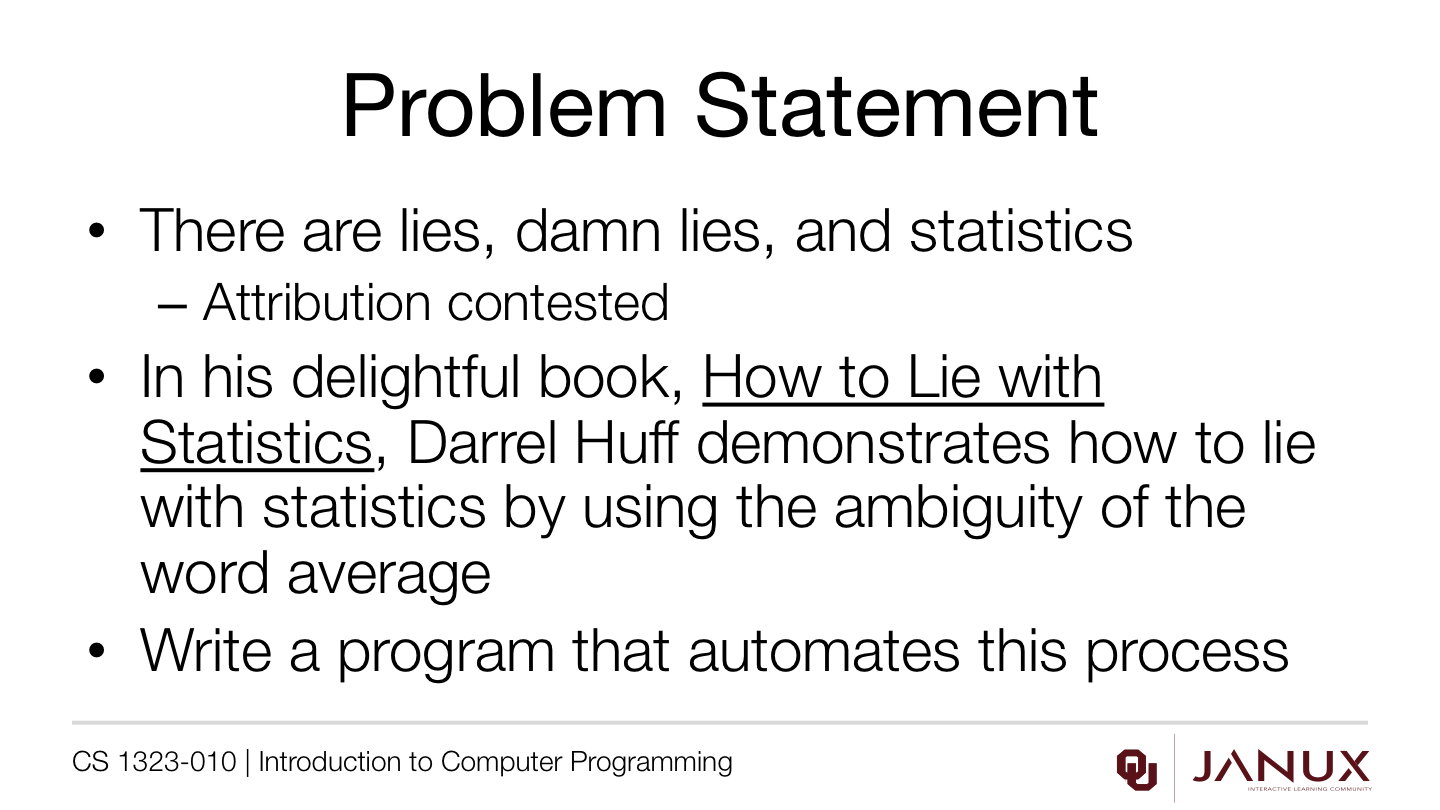 Problem Statement
• There are lies, damn lies, and statistics
– Attribution contested
• In his delightful book, How to Lie with
Statistics, Darrel Huff demonstrates how to lie
with statistics by using the ambiguity of the
word average
• Write a program that automates this process
CS 1323-010 | Introduction to Computer Programming
OU
JANUX
INTERACTIVE LEARNING COMMUNITY